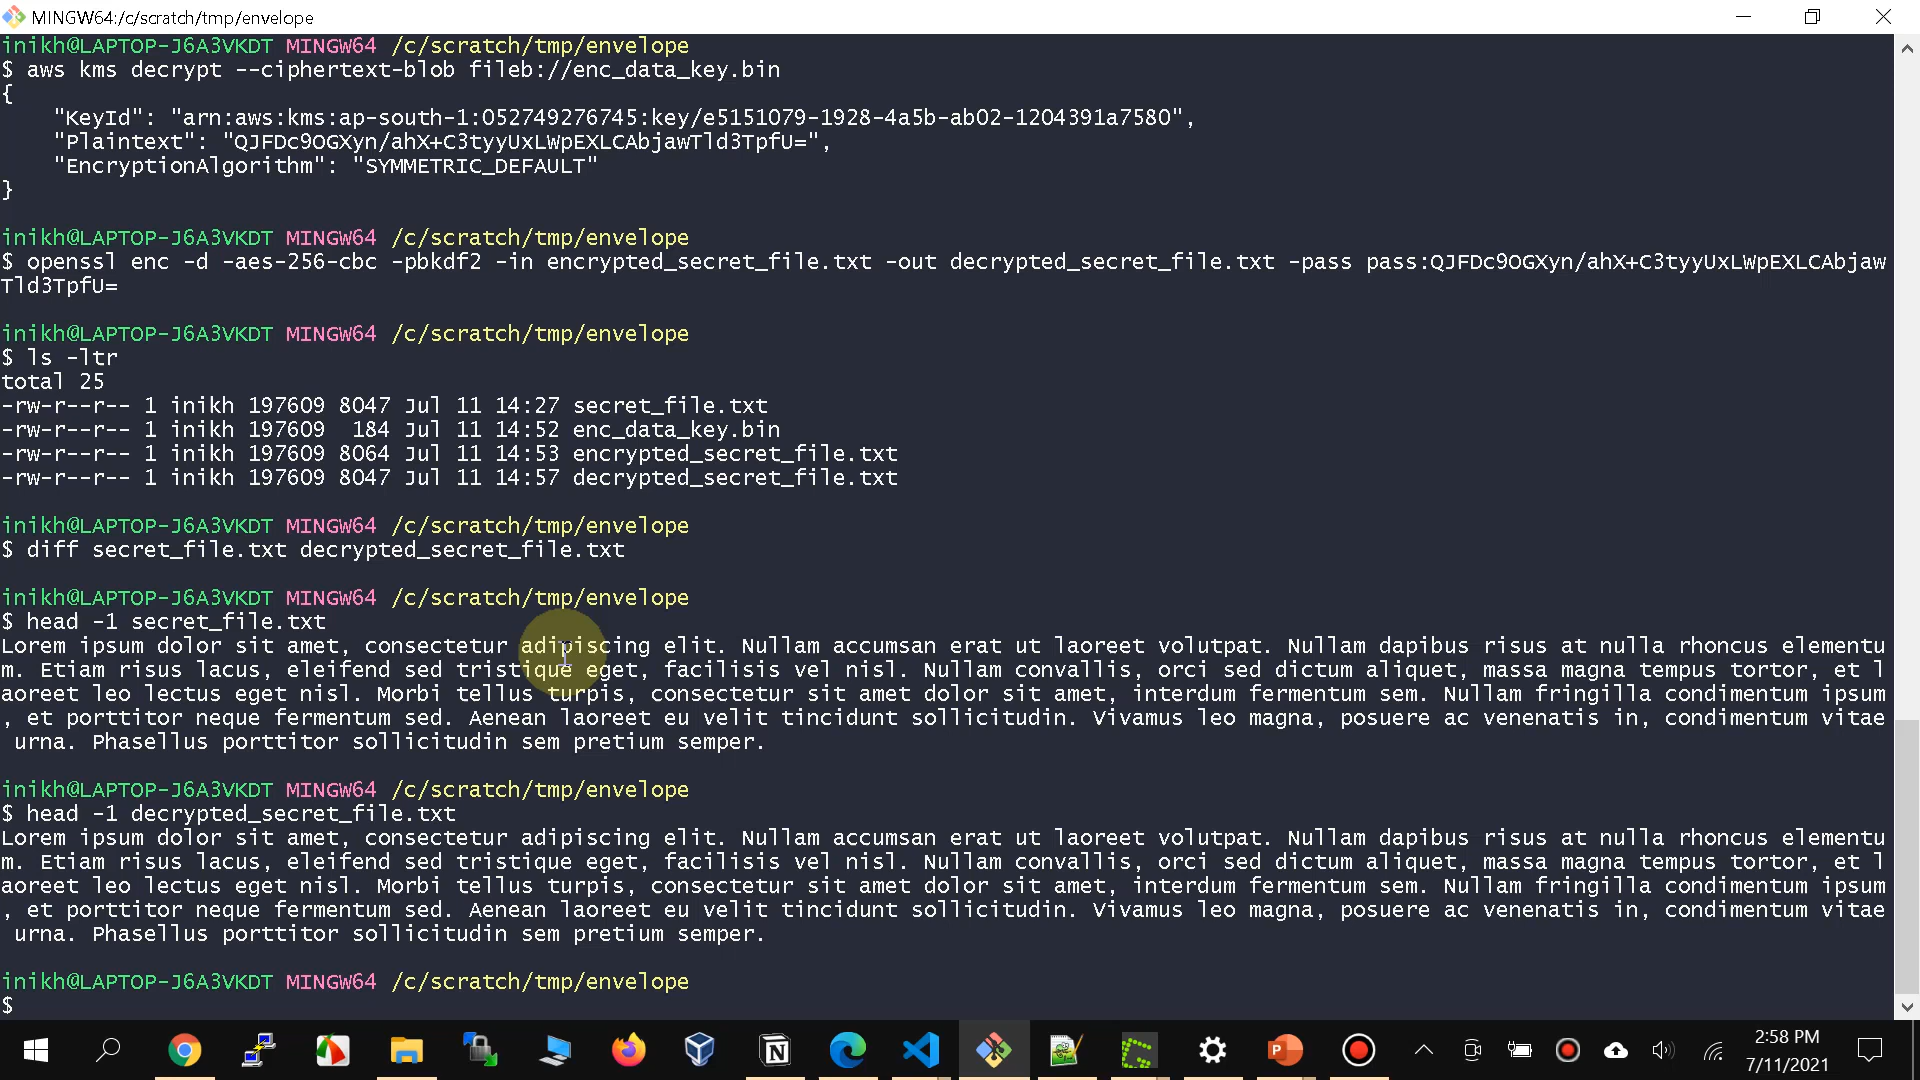 MINGW64:/c/scratch/tmp/envelope
inikh@LAPTOP-J6A3VKDT MINGW64 /c/scratch/tmp/envelope
$ aws kms decrypt --ciphertext-blob fileb://enc_data_key.bin
{
    "KeyId": "arn:aws:kms:ap-south-1:052749276745:key/e5151079-1928-4a5b-ab02-1204391a7580",
    "Plaintext": "QJFDc9OGXyn/ahX+C3tyyUxLWpEXLCAbjawTld3TpfU=",
    "EncryptionAlgorithm": "SYMMETRIC_DEFAULT"
}
inikh@LAPTOP-J6A3VKDT MINGW64 /c/scratch/tmp/envelope
$ openssl enc -d -aes-256-cbc -pbkdf2 -in encrypted_secret_file.txt -out decrypted_secret_file.txt -pass pass:QJFDc9OGXyn/ahX+C3tyyUxLWpEXLCAbjaw
Tld3TpfU=
inikh@LAPTOP-J6A3VKDT MINGW64 /c/scratch/tmp/envelope
$ ls -ltr
total 25
-rw-r--r-- 1 inikh 197609 8047 Jul 11 14:27 secret_file.txt
-rw-r--r-- 1 inikh 197609  184 Jul 11 14:52 enc_data_key.bin
-rw-r--r-- 1 inikh 197609 8064 Jul 11 14:53 encrypted_secret_file.txt
-rw-r--r-- 1 inikh 197609 8047 Jul 11 14:57 decrypted_secret_file.txt
inikh@LAPTOP-J6A3VKDT MINGW64 /c/scratch/tmp/envelope
$ diff secret_file.txt decrypted_secret_file.txt
inikh@LAPTOP-J6A3VKDT MINGW64 /c/scratch/tmp/envelope
$ head -1 secret_file.txt
Lorem ipsum dolor sit amet, consectetur adipiscing elit. Nullam accumsan erat ut laoreet volutpat. Nullam dapibus risus at nulla rhoncus elementu
m. Etiam risus lacus, eleifend sed tristique eget, facilisis vel nisl. Nullam convallis, orci sed dictum aliquet, massa magna tempus tortor, et l
aoreet leo lectus eget nisl. Morbi tellus turpis, consectetur sit amet dolor sit amet, interdum fermentum sem. Nullam fringilla condimentum ipsum
, et porttitor neque fermentum sed. Aenean laoreet eu velit tincidunt sollicitudin. Vivamus leo magna, posuere ac venenatis in, condimentum vitae
 urna. Phasellus porttitor sollicitudin sem pretium semper.
inikh@LAPTOP-J6A3VKDT MINGW64 /c/scratch/tmp/envelope
$ head -1 decrypted_secret_file.txt
Lorem ipsum dolor sit amet, consectetur adipiscing elit. Nullam accumsan erat ut laoreet volutpat. Nullam dapibus risus at nulla rhoncus elementu
m. Etiam risus lacus, eleifend sed tristique eget, facilisis vel nisl. Nullam convallis, orci sed dictum aliquet, massa magna tempus tortor, et l
aoreet leo lectus eget nisl. Morbi tellus turpis, consectetur sit amet dolor sit amet, interdum fermentum sem. Nullam fringilla condimentum ipsum
, et porttitor neque fermentum sed. Aenean laoreet eu velit tincidunt sollicitudin. Vivamus leo magna, posuere ac venenatis in, condimentum vitae
 urna. Phasellus porttitor sollicitudin sem pretium semper.
inikh@LAPTOP-J6A3VKDT MINGW64 /c/scratch/tmp/envelope
$
2:58 PM
7/11/2021